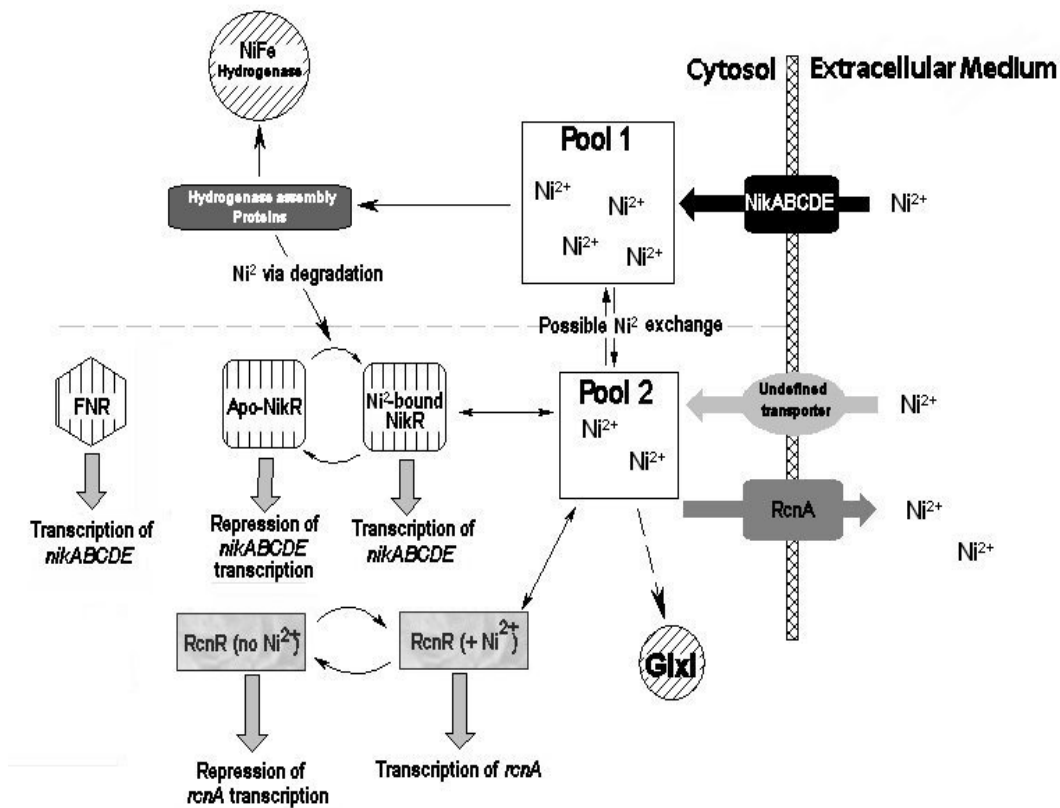 NiFe
Hydrogenase
Cytosol
Extracellular Medium
Pool 1
Ni²⁺
Ni²⁺
Ni²⁺
Ni²⁺
NikABCDE
Ni²⁺
Hydrogenase assembly
Proteins
Ni² via degradation
Possible Ni² exchange
FNR
Apo-NikR
Ni²-bound
NikR
Pool 2
Ni²⁺
Ni²⁺
Undefined
transporter
Ni²⁺
RcnA
Ni²⁺
Ni²⁺
Transcription of
nikABCDE
Repression of
nikABCDE
transcription
Transcription of
nikABCDE
RcnR (no Ni²⁺)
RcnR (+ Ni²⁺)
GlxI
Repression of
rcnA transcription
Transcription of rcnA